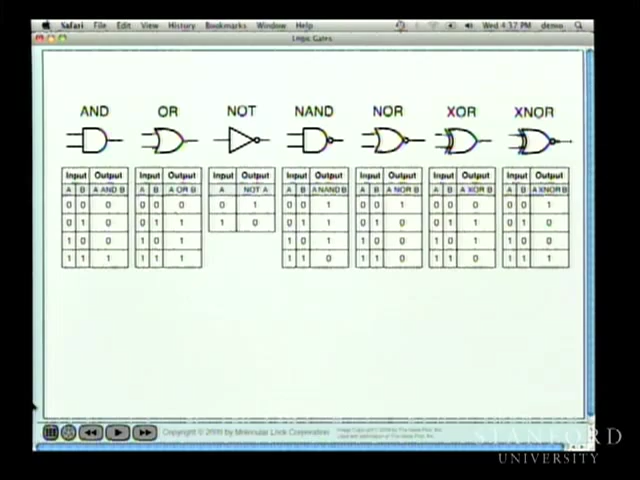 Safari File Edit View History Bookmarks Window Help Wed 4:37 PM demo
Logic Gates
AND OR NOT NAND NOR XOR XNOR
Input Output Input Output Input Output Input Output Input Output Input Output Input Output
A B A AND B A B A OR B A NOT A A B A NAND B A B A NOR B A B A XOR B A B A XNOR B
0 0 0 0 0 0 0 1 0 0 1 0 0 1 0 0 0 0 0 1
0 1 0 0 1 1 1 0 0 1 1 0 1 0 0 1 1 0 1 0
1 0 0 1 0 1 1 0 1 1 0 0 1 0 1 1 0 0
1 1 1 1 1 1 1 1 0 1 1 0 1 1 0 1 1 1
Copyright © 2009 by Molecular Lock Corporation
STANFORD
UNIVERSITY